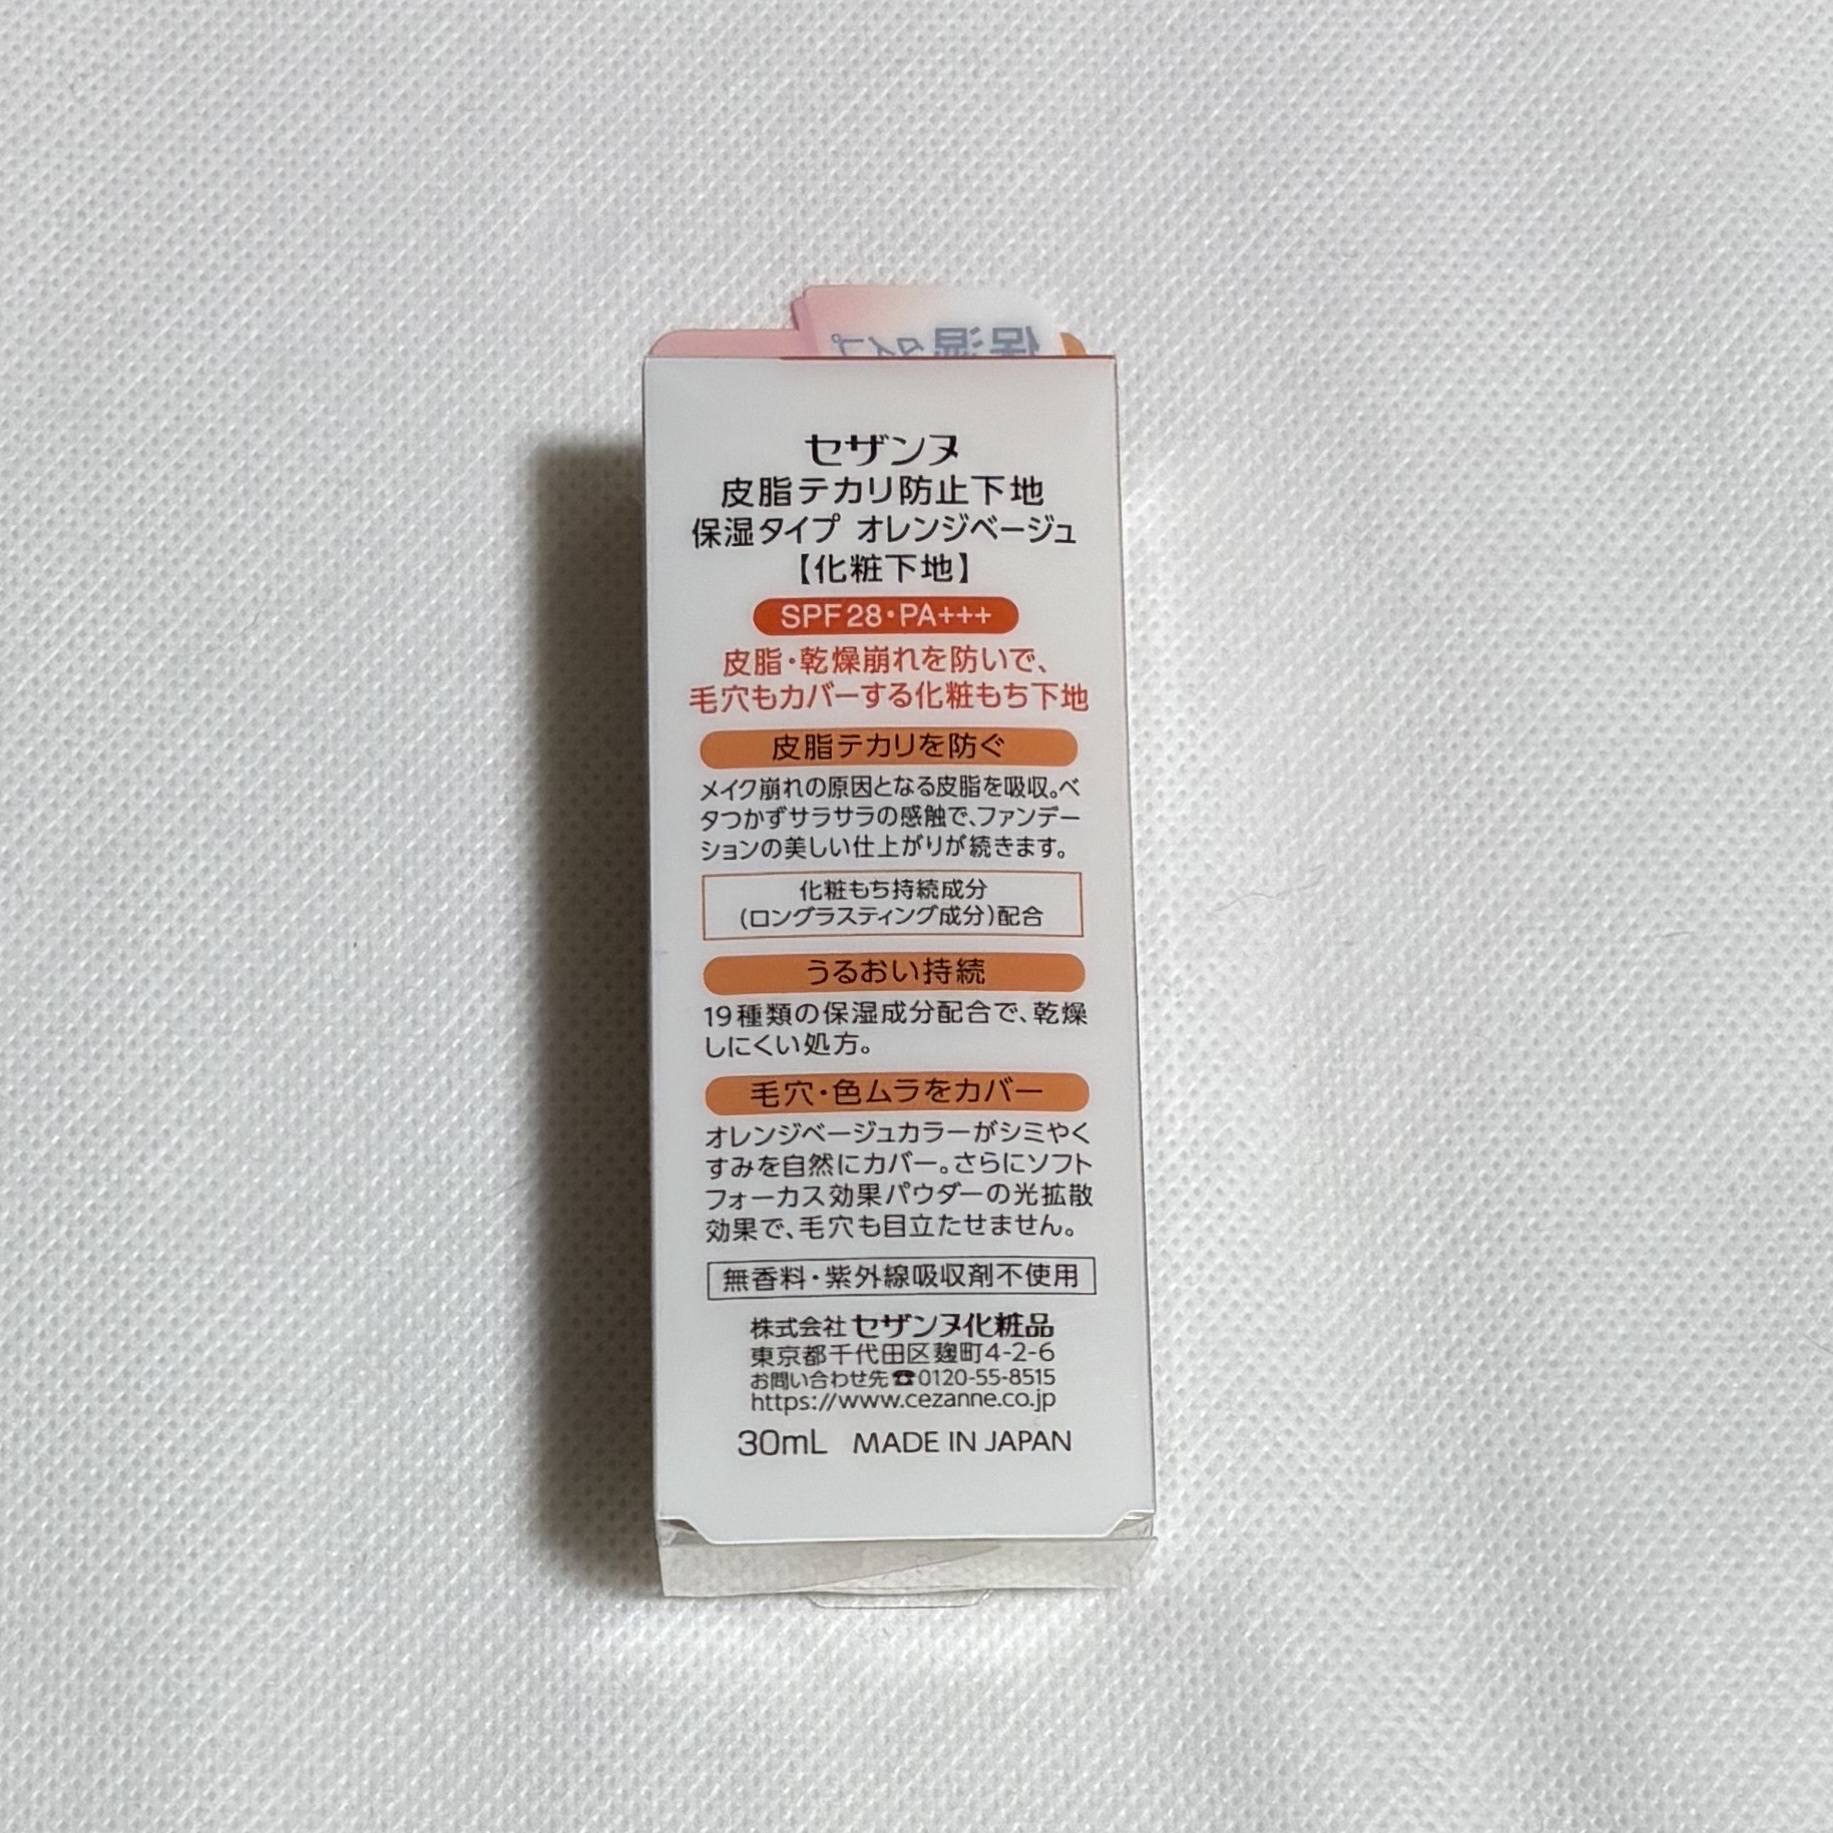 保湿タイプ
セザンヌ
皮脂テカリ防止下地
保湿タイプ オレンジベージュ
【化粧下地】
SPF28・PA+++
皮脂・乾燥崩れを防いで、
毛穴もカバーする化粧もち下地
皮脂テカリを防ぐ
メイク崩れの原因となる皮脂を吸収。ベ
タつかずサラサラの感触で、ファンデー
ションの美しい仕上がりが続きます。
化粧もち持続成分
(ロングラスティング成分)配合
うるおい持続
19種類の保湿成分配合で、乾燥
しにくい処方。
毛穴・色ムラをカバー
オレンジベージュカラーがシミやく
すみを自然にカバー。さらにソフト
フォーカス効果パウダーの光拡散
効果で、毛穴も目立たせません。
無香料・紫外線吸収剤不使用
株式会社セザンヌ化粧品
東京都千代田区麹町4-2-6
お問い合わせ先☎0120-55-8515
https://www.cezanne.co.jp
30mL MADE IN JAPAN